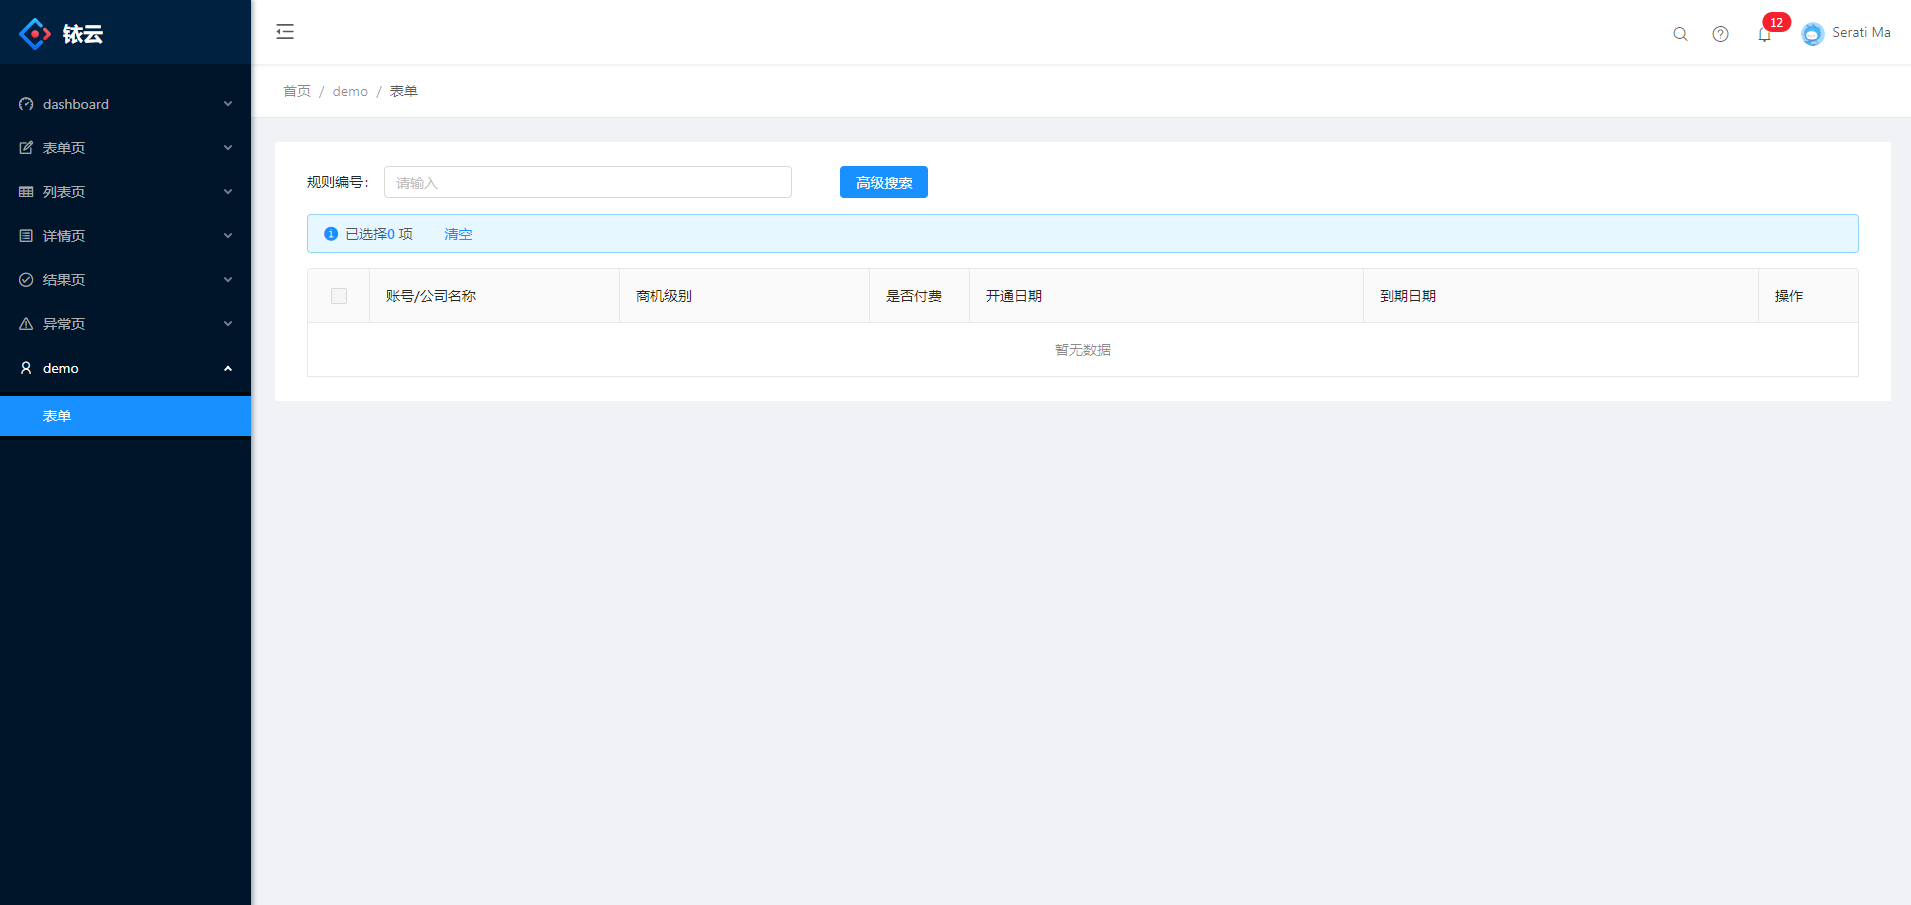 铱云
12
Serati Ma
dashboard
表单页
列表页
详情页
结果页
异常页
demo
表单
首页 / demo / 表单
规则编号: 请输入 高级搜索
已选择0 项 清空
账号/公司名称 商机级别 是否付费 开通日期 到期日期 操作
暂无数据